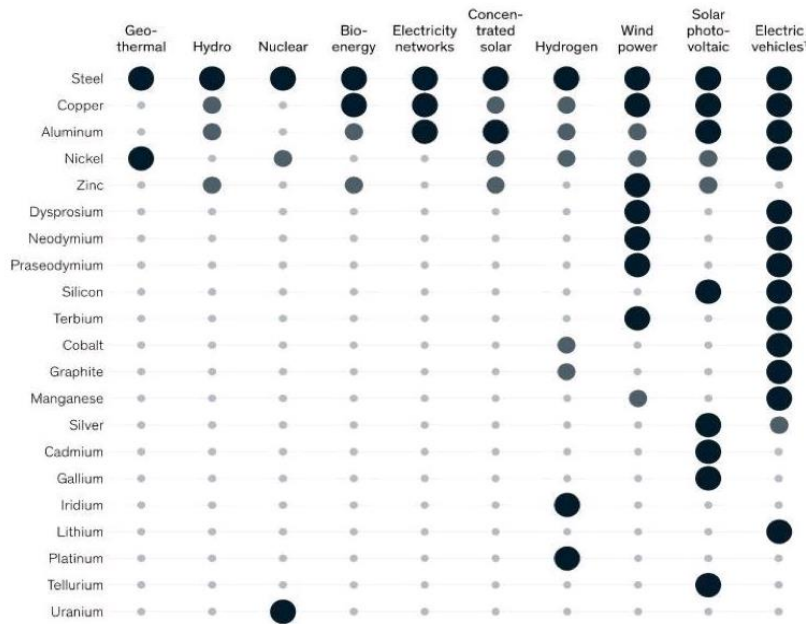 Geo-
thermal
Hydro
Nuclear
Bio-
energy
Electricity
networks
Concen-
trated
solar
Hydrogen
Wind
power
Solar
photo-
voltaic
Electric
vehicles¹
Steel
Copper
Aluminum
Nickel
Zinc
Dysprosium
Neodymium
Praseodymium
Silicon
Terbium
Cobalt
Graphite
Manganese
Silver
Cadmium
Gallium
Iridium
Lithium
Platinum
Tellurium
Uranium